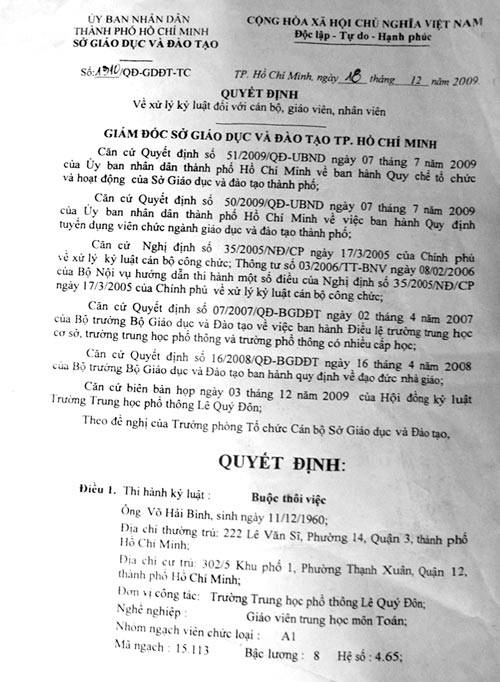 ỦY BAN NHÂN DÂN
THÀNH PHỐ HỒ CHÍ MINH
SỞ GIÁO DỤC VÀ ĐÀO TẠO
CỘNG HÒA XÃ HỘI CHỦ NGHĨA VIỆT NAM
Độc lập - Tự do - Hạnh phúc
Số: /QĐ-GDĐT-TC
TP. Hồ Chí Minh, ngày 18 tháng 12 năm 2009
QUYẾT ĐỊNH
Về xử lý kỷ luật đối với cán bộ, giáo viên, nhân viên
GIÁM ĐỐC SỞ GIÁO DỤC VÀ ĐÀO TẠO TP. HỒ CHÍ MINH
Căn cứ Quyết định số 51/2009/QĐ-UBND ngày 07 tháng 7 năm 2009
của Ủy ban nhân dân thành phố Hồ Chí Minh về ban hành Quy chế tổ chức
và hoạt động của Sở Giáo dục và đào tạo thành phố;
Căn cứ Quyết định số 50/2009/QĐ-UBND ngày 07 tháng 7 năm 2009
của Ủy ban nhân dân thành phố Hồ Chí Minh về việc ban hành Quy định
tuyển dụng viên chức ngành giáo dục và đào tạo thành phố;
Căn cứ Nghị định số 35/2005/NĐ/CP ngày 17/3/2005 của Chính phủ
về xử lý kỷ luật cán bộ công chức; Thông tư số 03/2006/TT-BNV ngày 08/02/2006
của Bộ Nội vụ hướng dẫn thi hành một số điều của Nghị định số 35/2005/NĐ/CP
ngày 17/3/2005 của Chính phủ về xử lý kỷ luật cán bộ công chức;
Căn cứ Quyết định số 07/2007/QĐ-BGDĐT ngày 02 tháng 4 năm 2007
của Bộ trưởng Bộ Giáo dục và Đào tạo về việc ban hành Điều lệ trường trung học
cơ sở, trường trung học phổ thông và trường phổ thông có nhiều cấp học;
Căn cứ Quyết định số 16/2008/QĐ-BGDĐT ngày 16 tháng 4 năm 2008
của Bộ trưởng Bộ Giáo dục và Đào tạo ban hành quy định về đạo đức nhà giáo;
Căn cứ biên bản họp ngày 03 tháng 12 năm 2009 của Hội đồng kỷ luật
Trường Trung học phổ thông Lê Quý Đôn;
Theo đề nghị của Trưởng phòng Tổ chức Cán bộ Sở Giáo dục và Đào tạo,
QUYẾT ĐỊNH:
Điều 1. Thi hành kỷ luật : Buộc thôi việc
Ông Võ Hải Bình, sinh ngày 11/12/1960;
Địa chỉ thường trú: 222 Lê Văn Sĩ, Phường 14, Quận 3, thành phố
Hồ Chí Minh;
Địa chỉ cư trú: 302/5 Khu phố 1, Phường Thạnh Xuân, Quận 12,
thành phố Hồ Chí Minh;
Đơn vị công tác: Trường Trung học phổ thông Lê Quý Đôn;
Nghề nghiệp : Giáo viên trung học môn Toán;
Nhóm ngạch viên chức loại : A1
Mã ngạch : 15.113 Bậc lương : 8 Hệ số : 4.65;